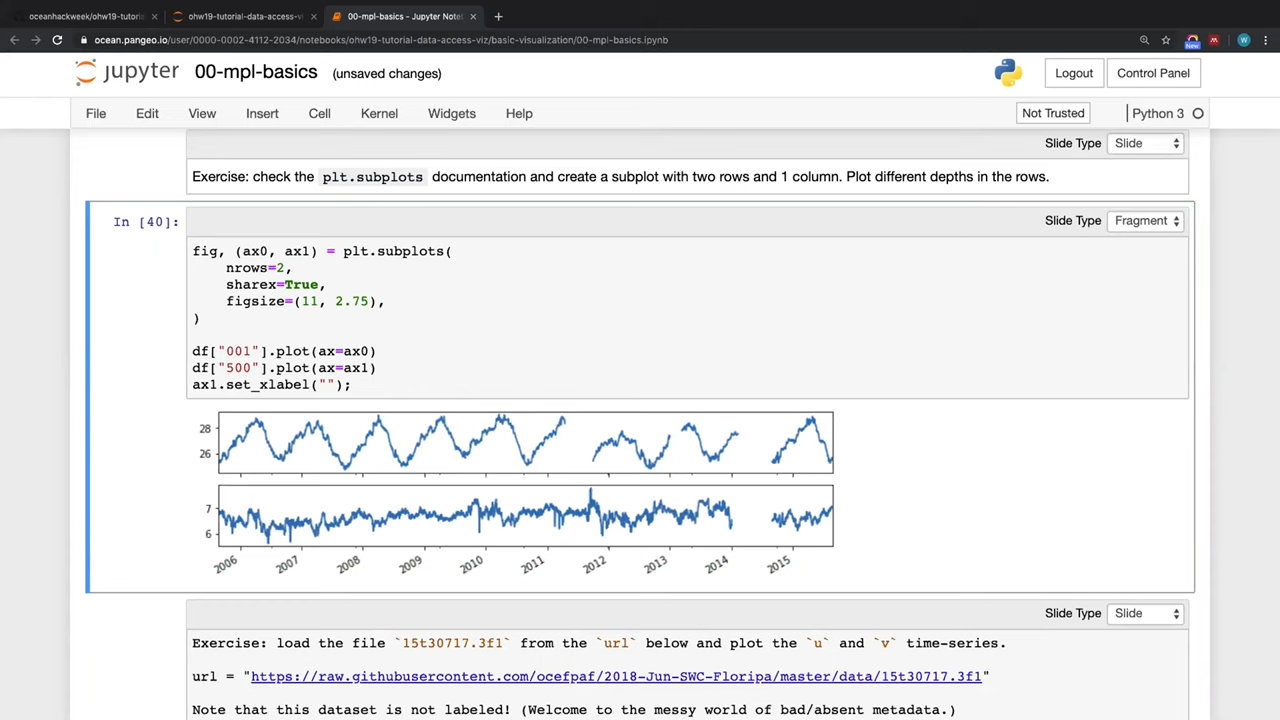 oceanhackweek/ohw19-tutori
ohw19-tutorial-data-access-vi
00-mpl-basics - Jupyter Note
ocean.pangeo.io/user/0000-0002-4112-2034/notebooks/ohw19-tutorial-data-access-viz/basic-visualization/00-mpl-basics.ipynb
New
W
jupyter 00-mpl-basics (unsaved changes)
Logout
Control Panel
File Edit View Insert Cell Kernel Widgets Help
Not Trusted
Python 3
Slide Type Slide
Exercise: check the plt.subplots documentation and create a subplot with two rows and 1 column. Plot different depths in the rows.
In [40]:
Slide Type Fragment
fig, (ax0, ax1) = plt.subplots(
    nrows=2,
    sharex=True,
    figsize=(11, 2.75),
)
df["001"].plot(ax=ax0)
df["500"].plot(ax=ax1)
ax1.set_xlabel("");
28
26
7
6
2006 2007 2008 2009 2010 2011 2012 2013 2014 2015
Slide Type Slide
Exercise: load the file `15t30717.3f1` from the `url` below and plot the `u` and `v` time-series.
url = "https://raw.githubusercontent.com/ocefpaf/2018-Jun-SWC-Floripa/master/data/15t30717.3f1"
Note that this dataset is not labeled! (Welcome to the messy world of bad/absent metadata.)